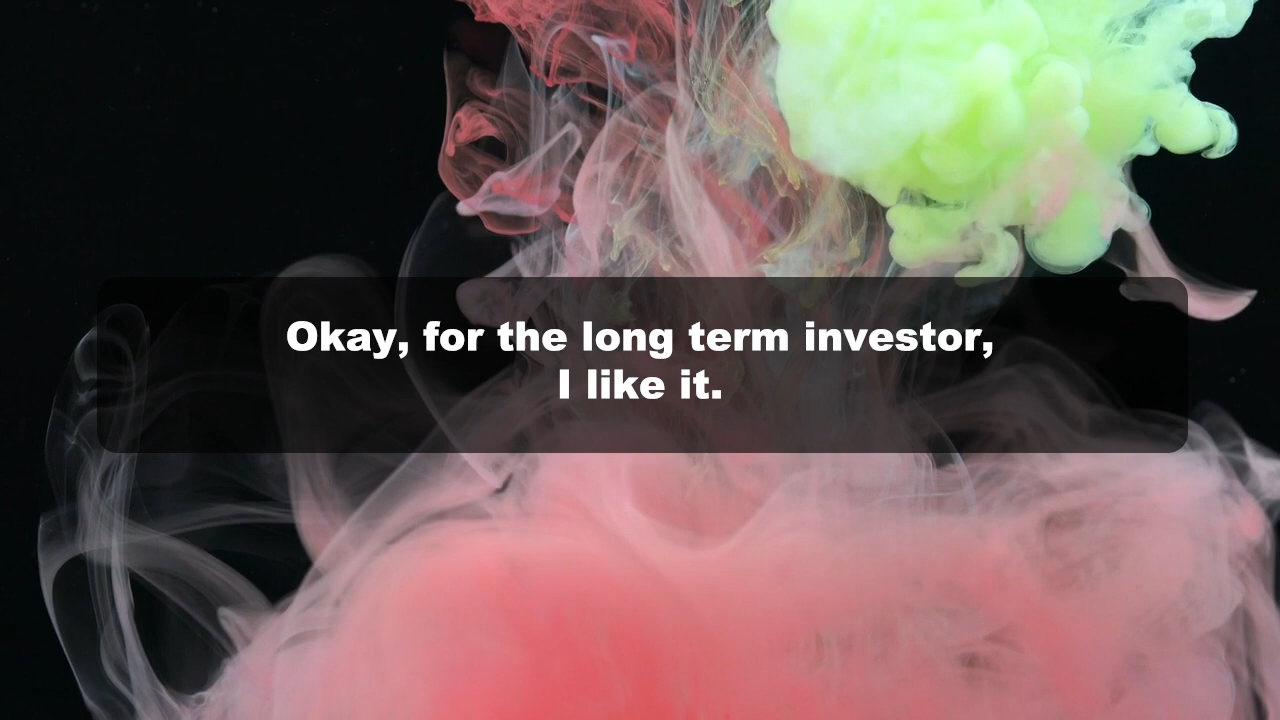 Okay, for the long term investor,
I like it.